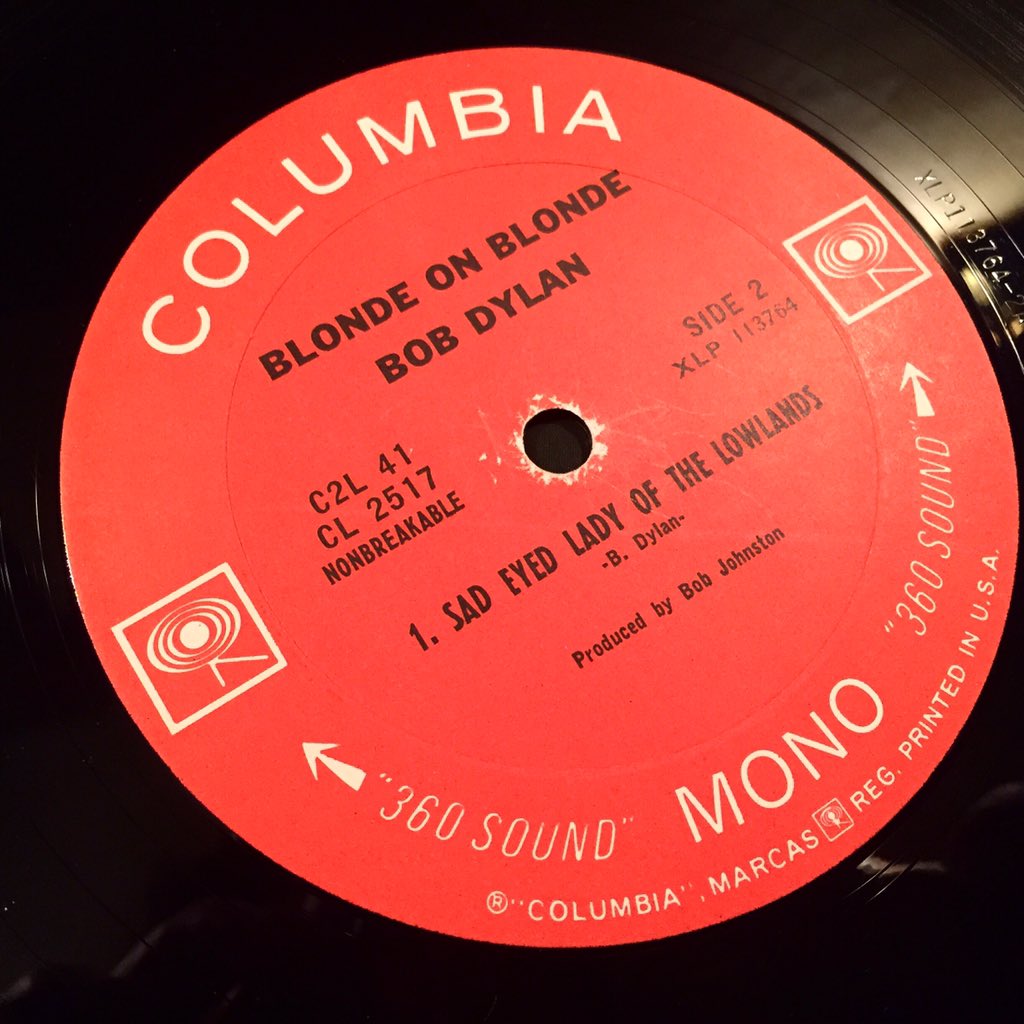 COLUMBIA
BLONDE ON BLONDE
BOB DYLAN
SIDE 2
XLP 113764
C2L 41
CL 2517
NONBREAKABLE
1. SAD EYED LADY OF THE LOWLANDS
-B. Dylan-
Produced by Bob Johnston
"360 SOUND"
MONO
"360 SOUND"
® "COLUMBIA", MARCAS REG. PRINTED IN U.S.A.